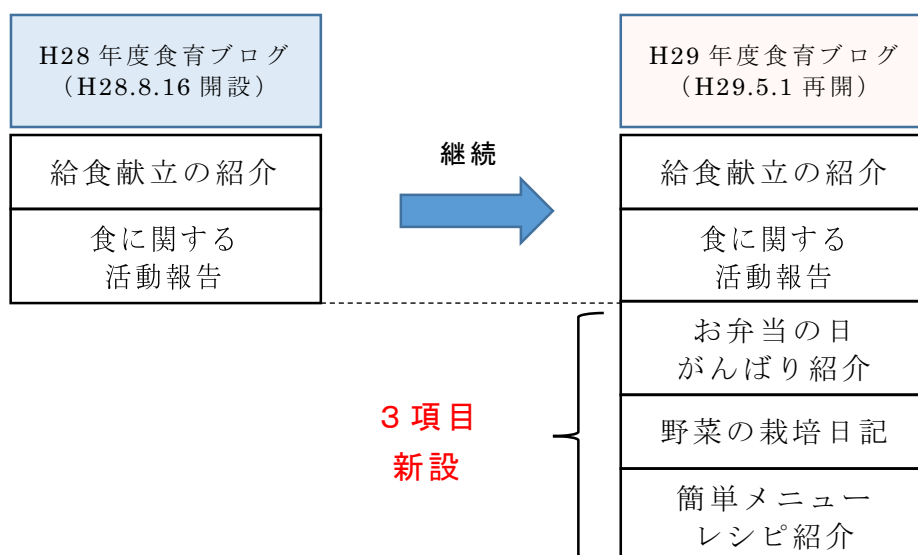 H28 年度食育ブログ
（H28.8.16 開設）
給食献立の紹介
食に関する
活動報告
継続
H29 年度食育ブログ
（H29.5.1 再開）
給食献立の紹介
食に関する
活動報告
お弁当の日
がんばり紹介
野菜の栽培日記
簡単メニュー
レシピ紹介
３項目
新設